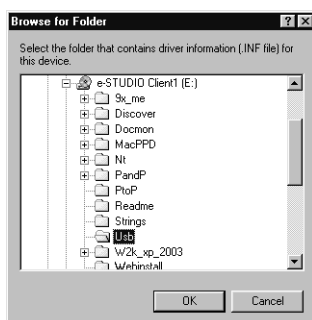 Browse for Folder
Select the folder that contains driver information (.INF file) for
this device.
e-STUDIO Client1 (E:)
9x_me
Discover
Docmon
MacPPD
Nt
PandP
PtoP
Readme
Strings
Usb
W2k_xp_2003
Webinstall
OK
Cancel